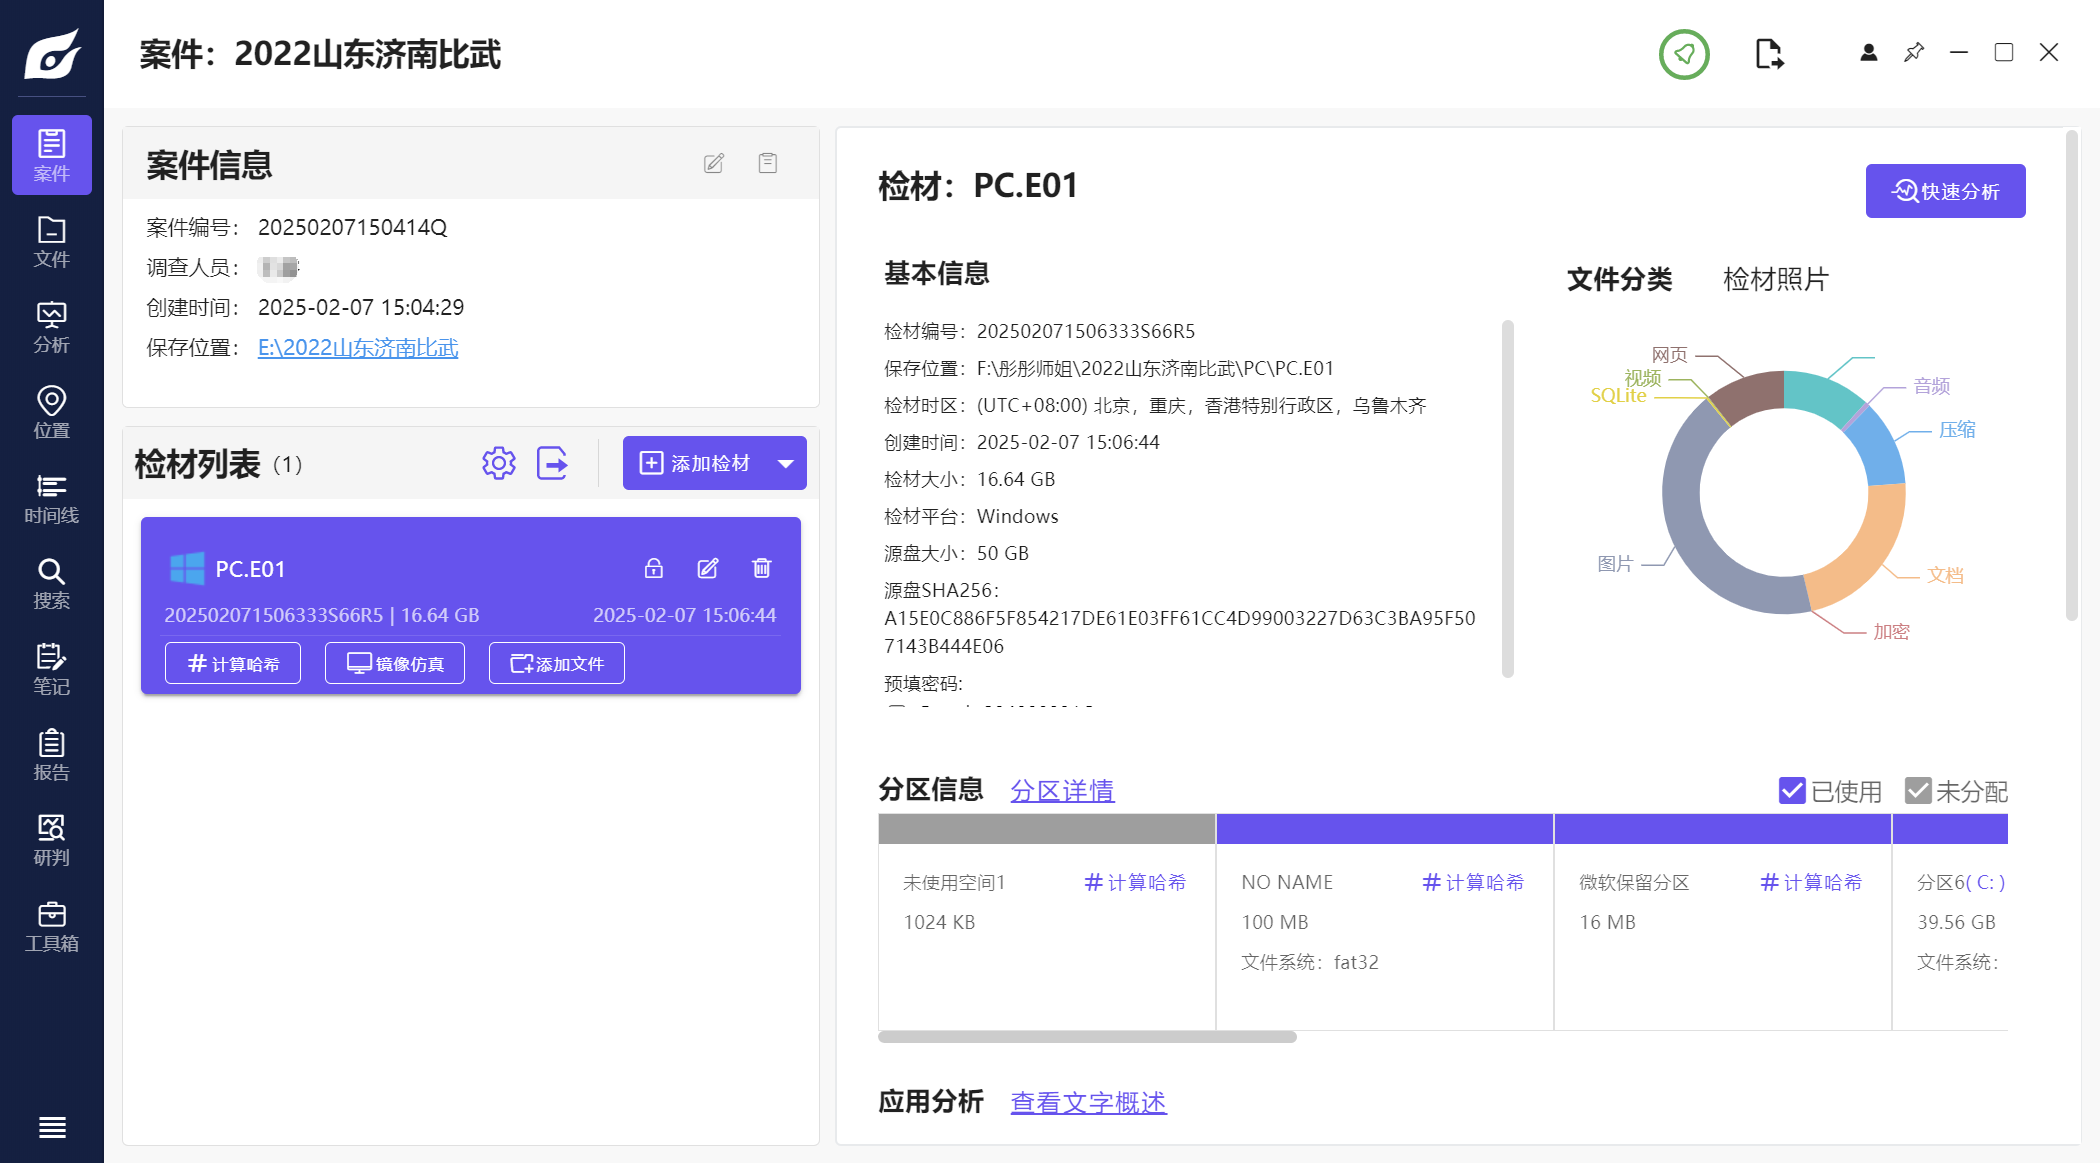 案件：2022山东济南比武
案件
文件
分析
位置
时间线
搜索
笔记
报告
研判
工具箱
案件信息
案件编号： 20250207150414Q
调查人员：
创建时间： 2025-02-07 15:04:29
保存位置： E:\2022山东济南比武
检材列表（1）
添加检材
PC.E01
202502071506333S66R5 | 16.64 GB 2025-02-07 15:06:44
计算哈希 镜像仿真 添加文件
检材：PC.E01
快速分析
基本信息
检材编号：202502071506333S66R5
保存位置：F:\彤彤师姐\2022山东济南比武\PC\PC.E01
检材时区：(UTC+08:00) 北京，重庆，香港特别行政区，乌鲁木齐
创建时间：2025-02-07 15:06:44
检材大小：16.64 GB
检材平台：Windows
源盘大小：50 GB
源盘SHA256：
A15E0C886F5F854217DE61E03FF61CC4D99003227D63C3BA95F50
7143B444E06
预填密码:
文件分类 检材照片
网页
视频
SQLite
音频
压缩
图片
文档
加密
分区信息 分区详情
已使用 未分配
未使用空间1 计算哈希
1024 KB
NO NAME 计算哈希
100 MB
文件系统：fat32
微软保留分区 计算哈希
16 MB
分区6( C: )
39.56 GB
文件系统：
应用分析 查看文字概述